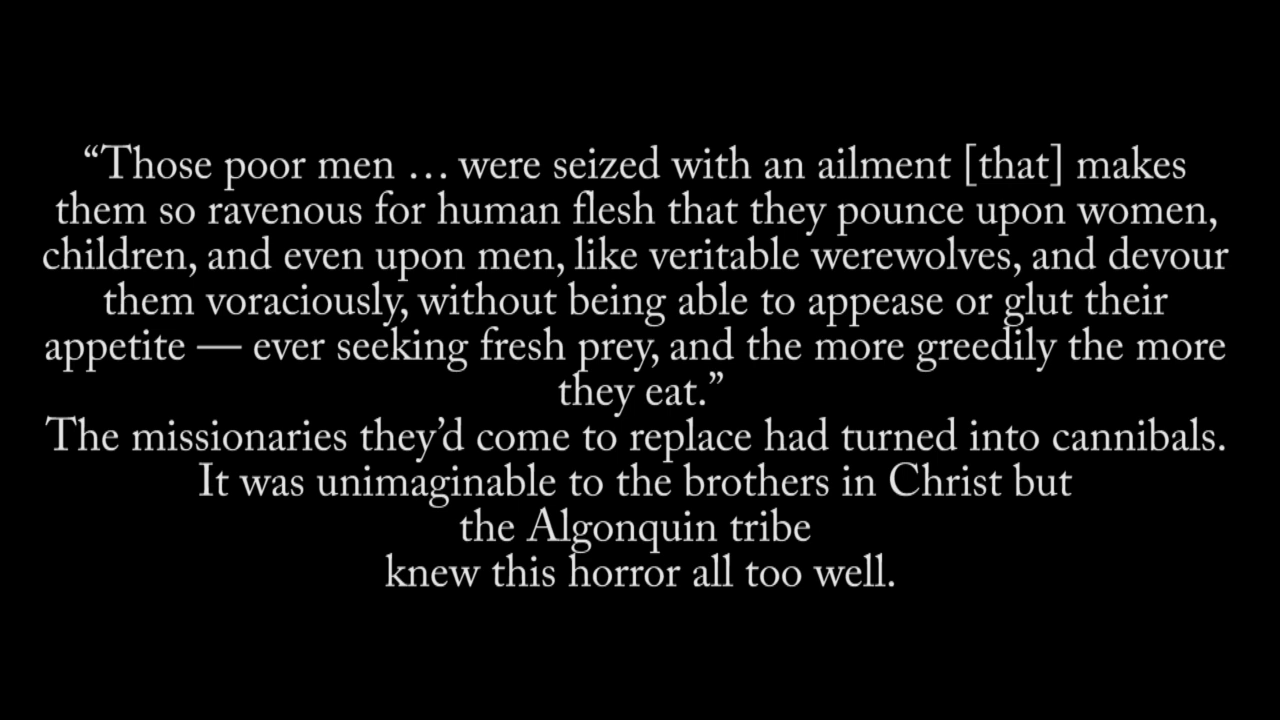 “Those poor men … were seized with an ailment [that] makes
them so ravenous for human flesh that they pounce upon women,
children, and even upon men, like veritable werewolves, and devour
them voraciously, without being able to appease or glut their
appetite — ever seeking fresh prey, and the more greedily the more
they eat.”
The missionaries they’d come to replace had turned into cannibals.
It was unimaginable to the brothers in Christ but
the Algonquin tribe
knew this horror all too well.